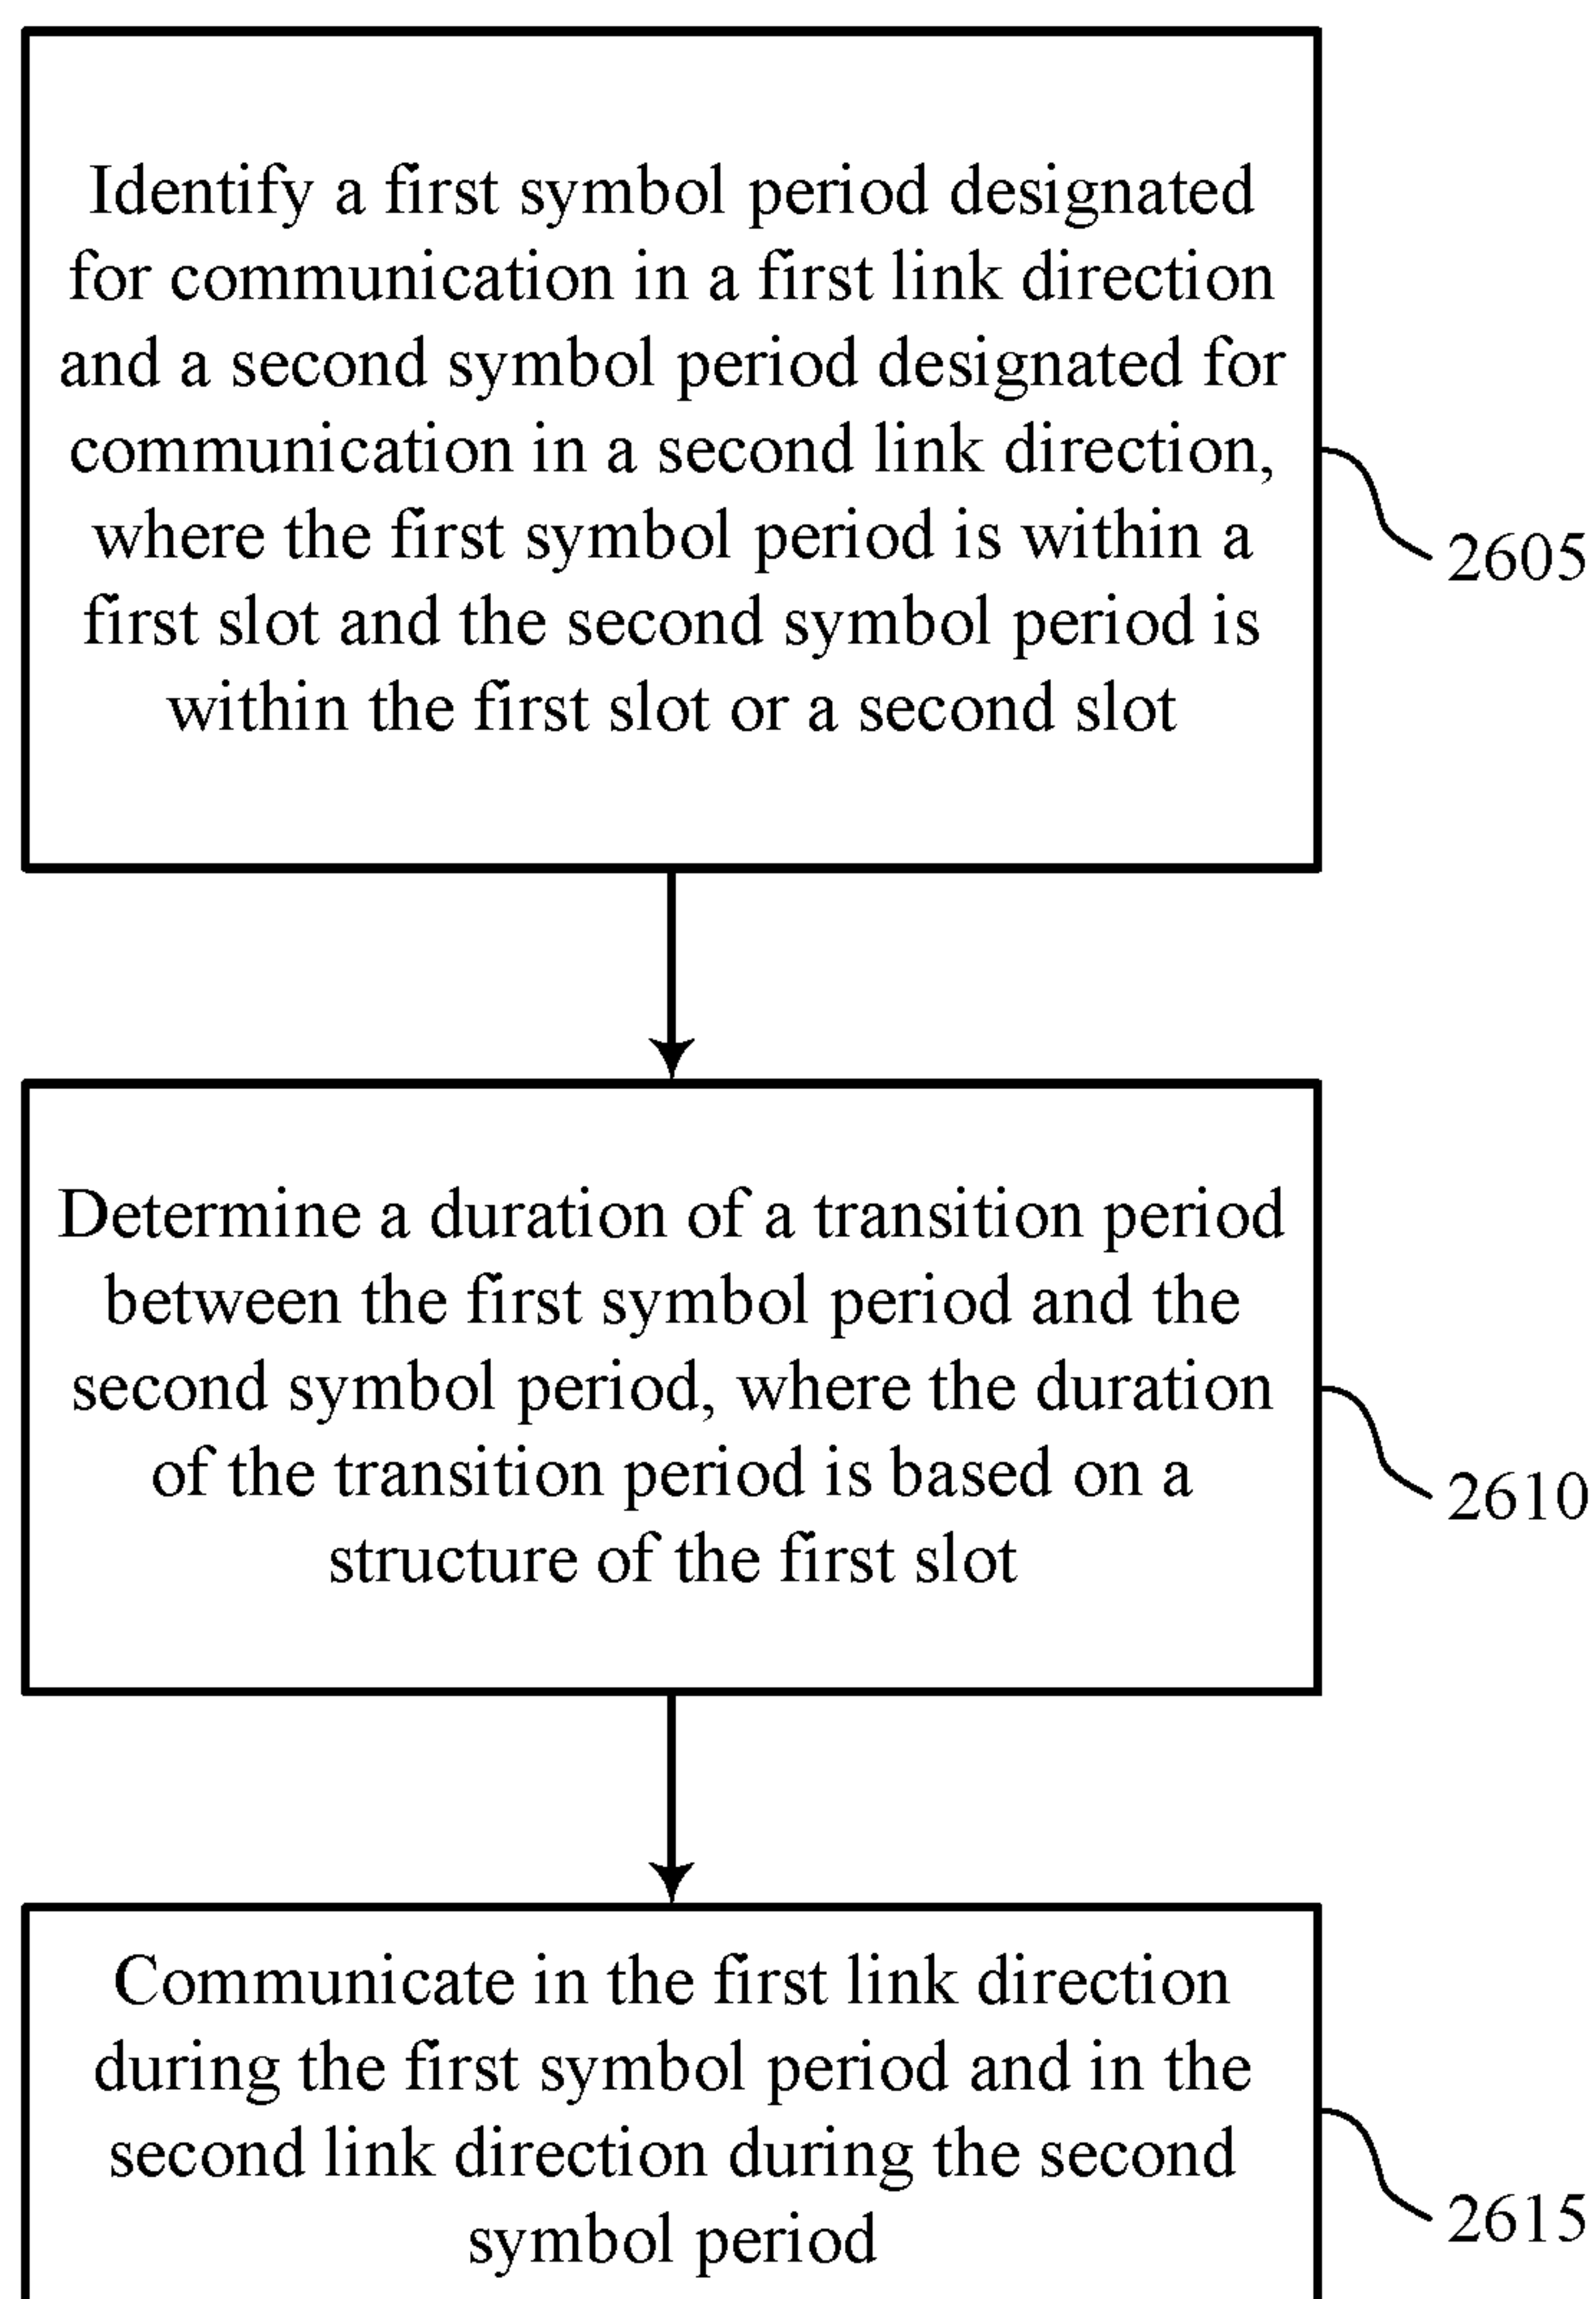 Identify a first symbol period designated
for communication in a first link direction
and a second symbol period designated for
communication in a second link direction,
where the first symbol period is within a
first slot and the second symbol period is
within the first slot or a second slot
2605
Determine a duration of a transition period
between the first symbol period and the
second symbol period, where the duration
of the transition period is based on a
structure of the first slot
2610
Communicate in the first link direction
during the first symbol period and in the
second link direction during the second
symbol period
2615